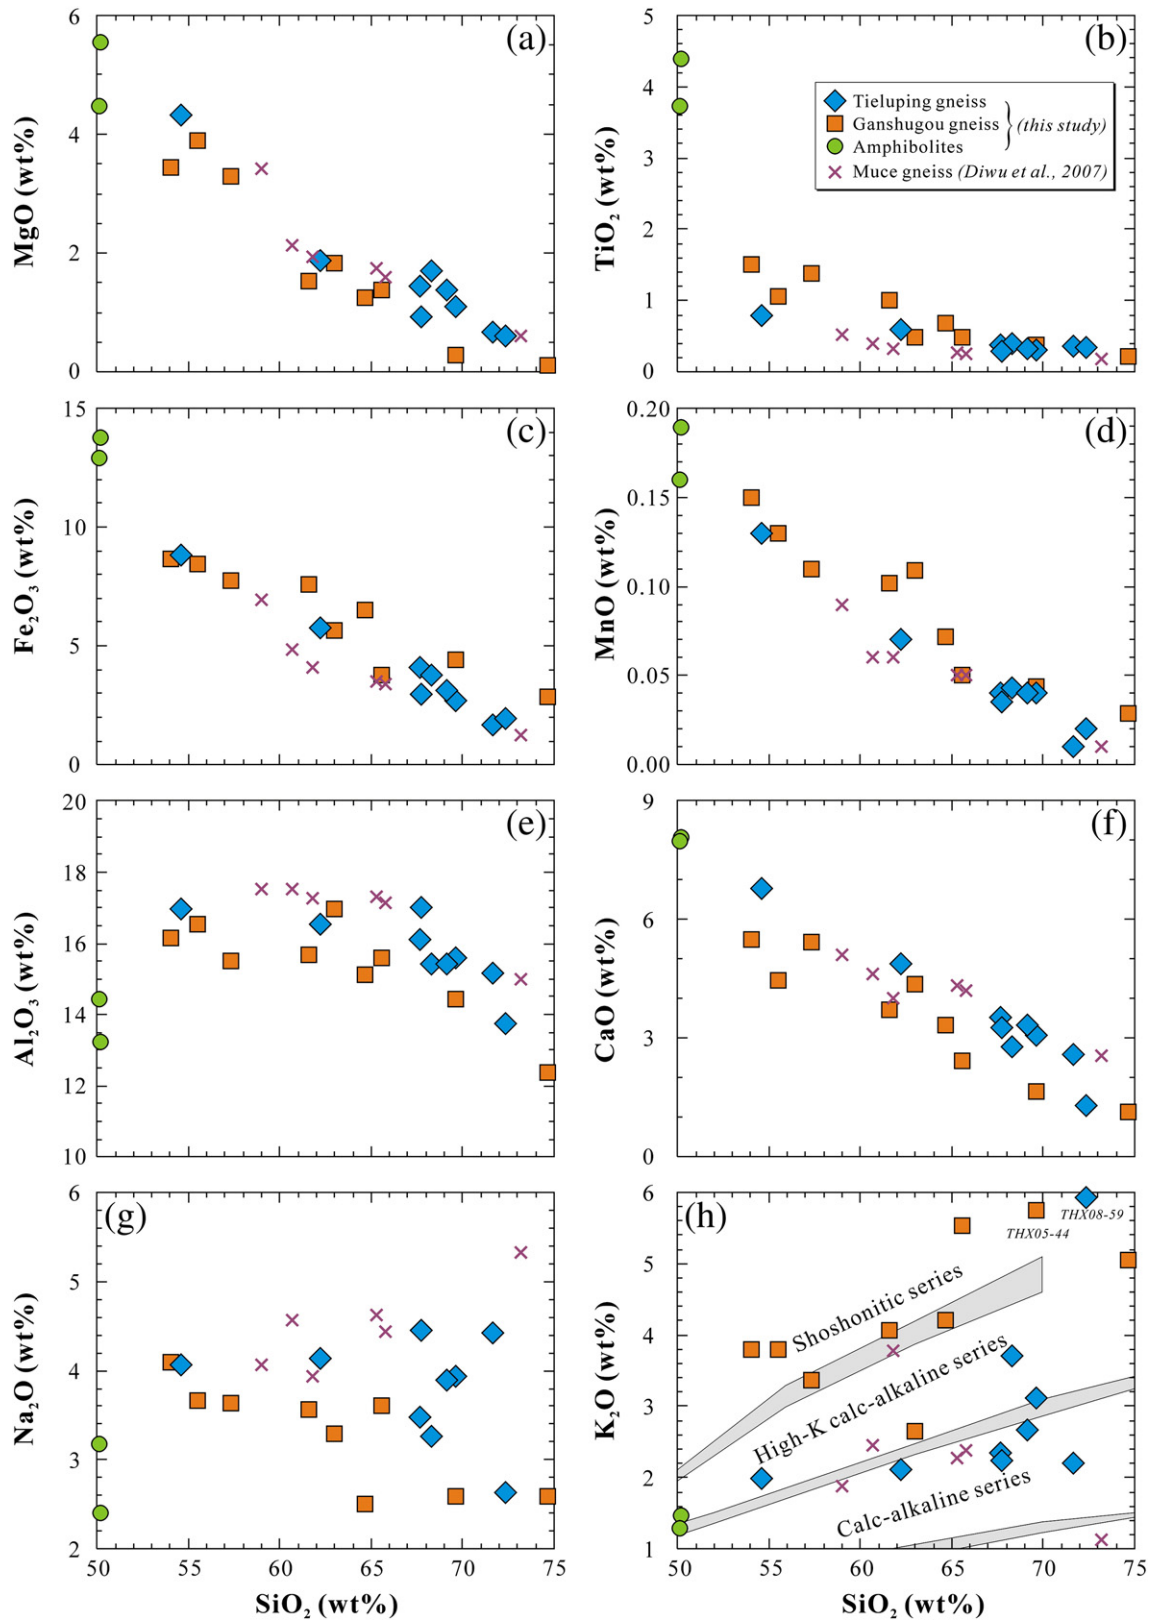 (a)
6
4
2
0
MgO (wt%)
(b)
5
4
3
2
1
0
TiO₂ (wt%)
Tieluping gneiss
Ganshugou gneiss
(this study)
Amphibolites
Muce gneiss (Diwu et al., 2007)
(c)
15
10
5
0
Fe₂O₃ (wt%)
(d)
0.20
0.15
0.10
0.05
0.00
MnO (wt%)
(e)
20
18
16
14
12
10
Al₂O₃ (wt%)
(f)
9
6
3
0
CaO (wt%)
(g)
6
5
4
3
2
Na₂O (wt%)
50 55 60 65 70 75
SiO₂ (wt%)
(h)
6
5
4
3
2
1
K₂O (wt%)
THX08-59
THX05-44
Shoshonitic series
High-K calc-alkaline series
Calc-alkaline series
50 55 60 65 70 75
SiO₂ (wt%)